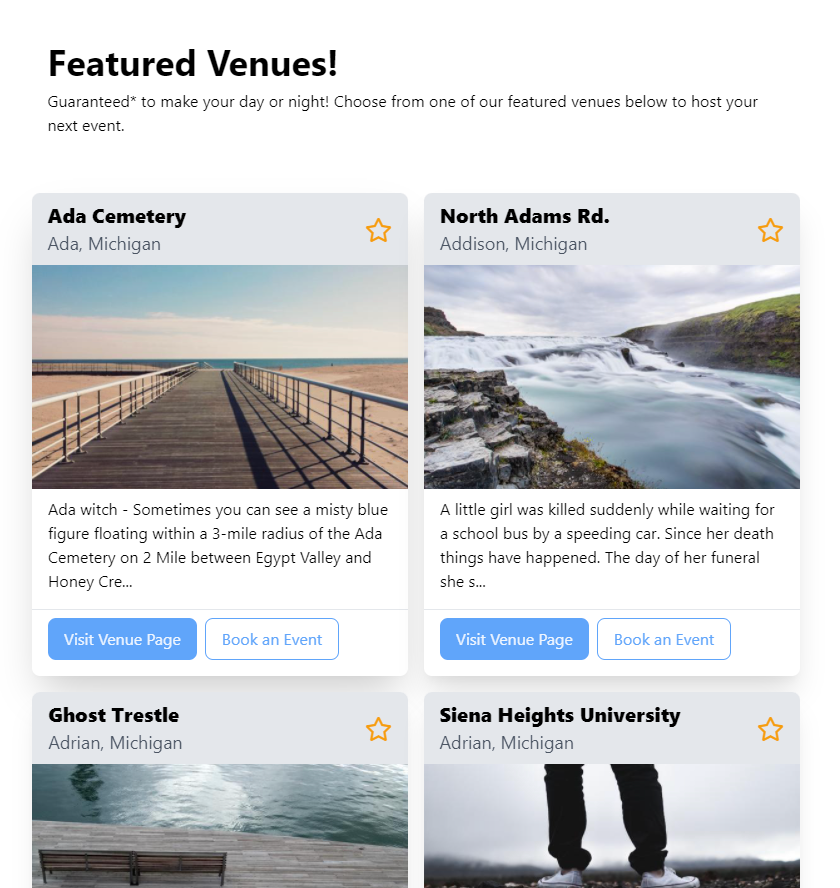 Featured Venues!
Guaranteed* to make your day or night! Choose from one of our featured venues below to host your
next event.
Ada Cemetery
Ada, Michigan
Ada witch - Sometimes you can see a misty blue
figure floating within a 3-mile radius of the Ada
Cemetery on 2 Mile between Egypt Valley and
Honey Cre...
Visit Venue Page
Book an Event
North Adams Rd.
Addison, Michigan
A little girl was killed suddenly while waiting for
a school bus by a speeding car. Since her death
things have happened. The day of her funeral
she s...
Visit Venue Page
Book an Event
Ghost Trestle
Adrian, Michigan
Siena Heights University
Adrian, Michigan